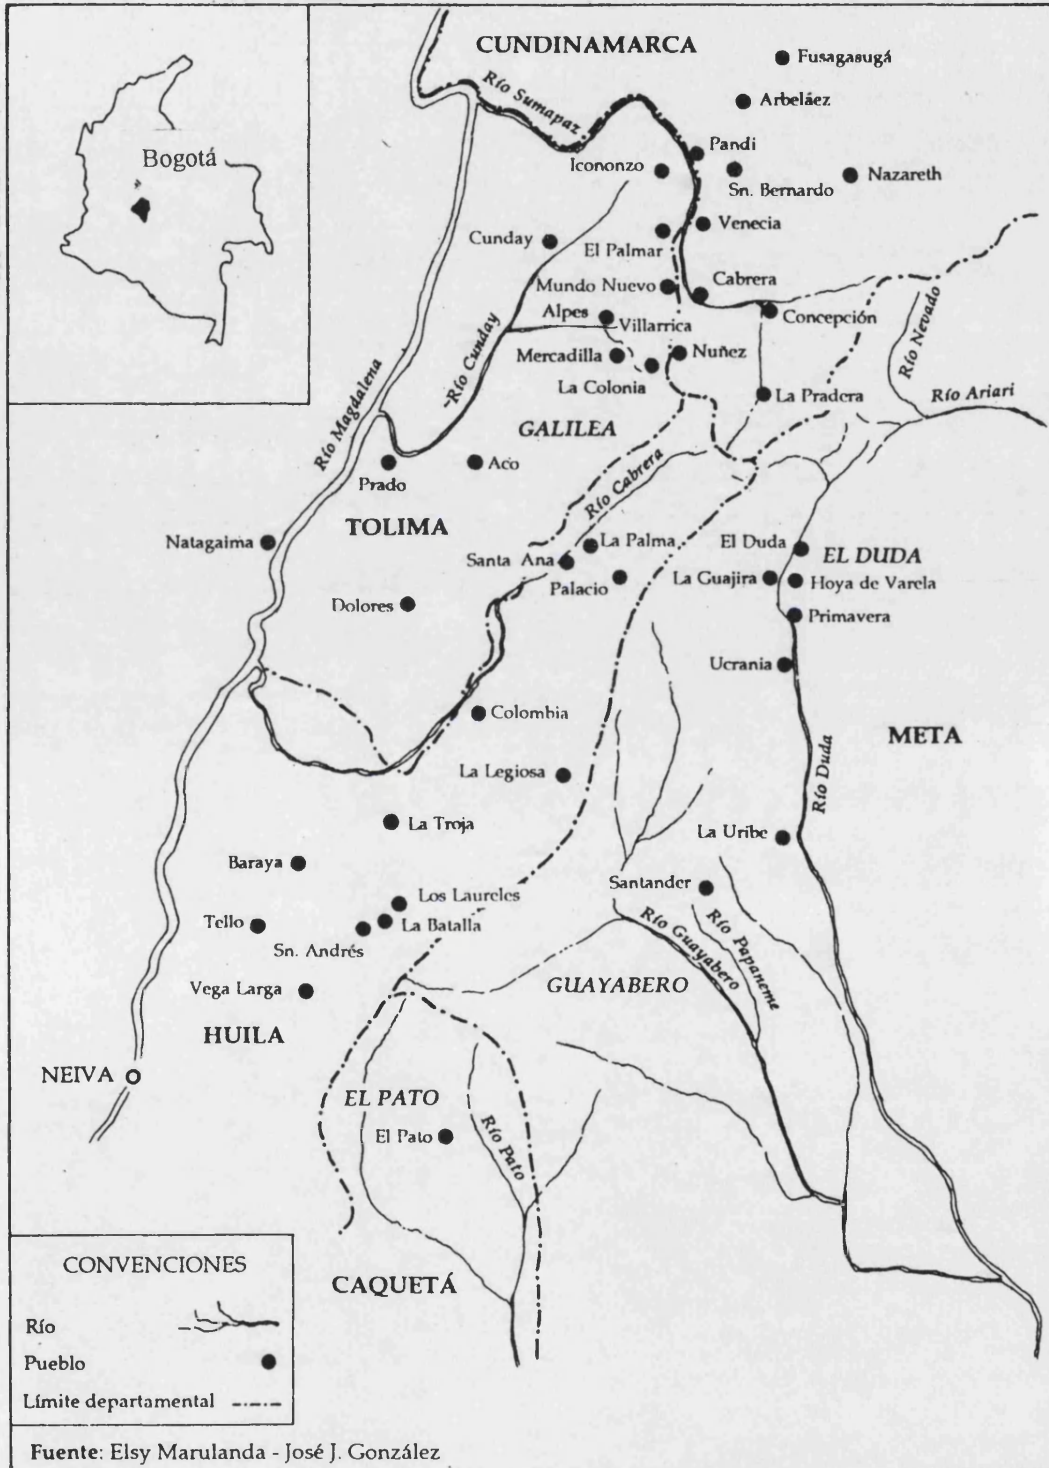 CUNDINAMARCA
Fusagasugá
Río Sumapaz
Arbeláez
Bogotá
Pandi
Icononzo
Sn. Bernardo
Nazareth
Venecia
Cunday
El Palmar
Mundo Nuevo
Cabrera
Alpes
Villarrica
Concepción
Río Nevado
Río Cunday
Mercadilla
Nuñez
La Colonia
La Pradera
Río Ariari
Río Magdalena
GALILEA
Prado
Aco
Río Cabrera
TOLIMA
Natagaima
La Palma
El Duda
EL DUDA
Santa Ana
Palacio
La Guajira
Hoya de Varela
Dolores
Primavera
Ucrania
Colombia
META
Río Duda
La Legiosa
La Troja
La Uribe
Baraya
Santander
Los Laureles
Tello
La Batalla
Sn. Andrés
Río Guayabero
Río Papaneme
Vega Larga
GUAYABERO
HUILA
NEIVA
EL PATO
El Pato
Río Pato
CONVENCIONES
CAQUETÁ
Río
Pueblo
Límite departamental
Fuente: Elsy Marulanda - José J. González